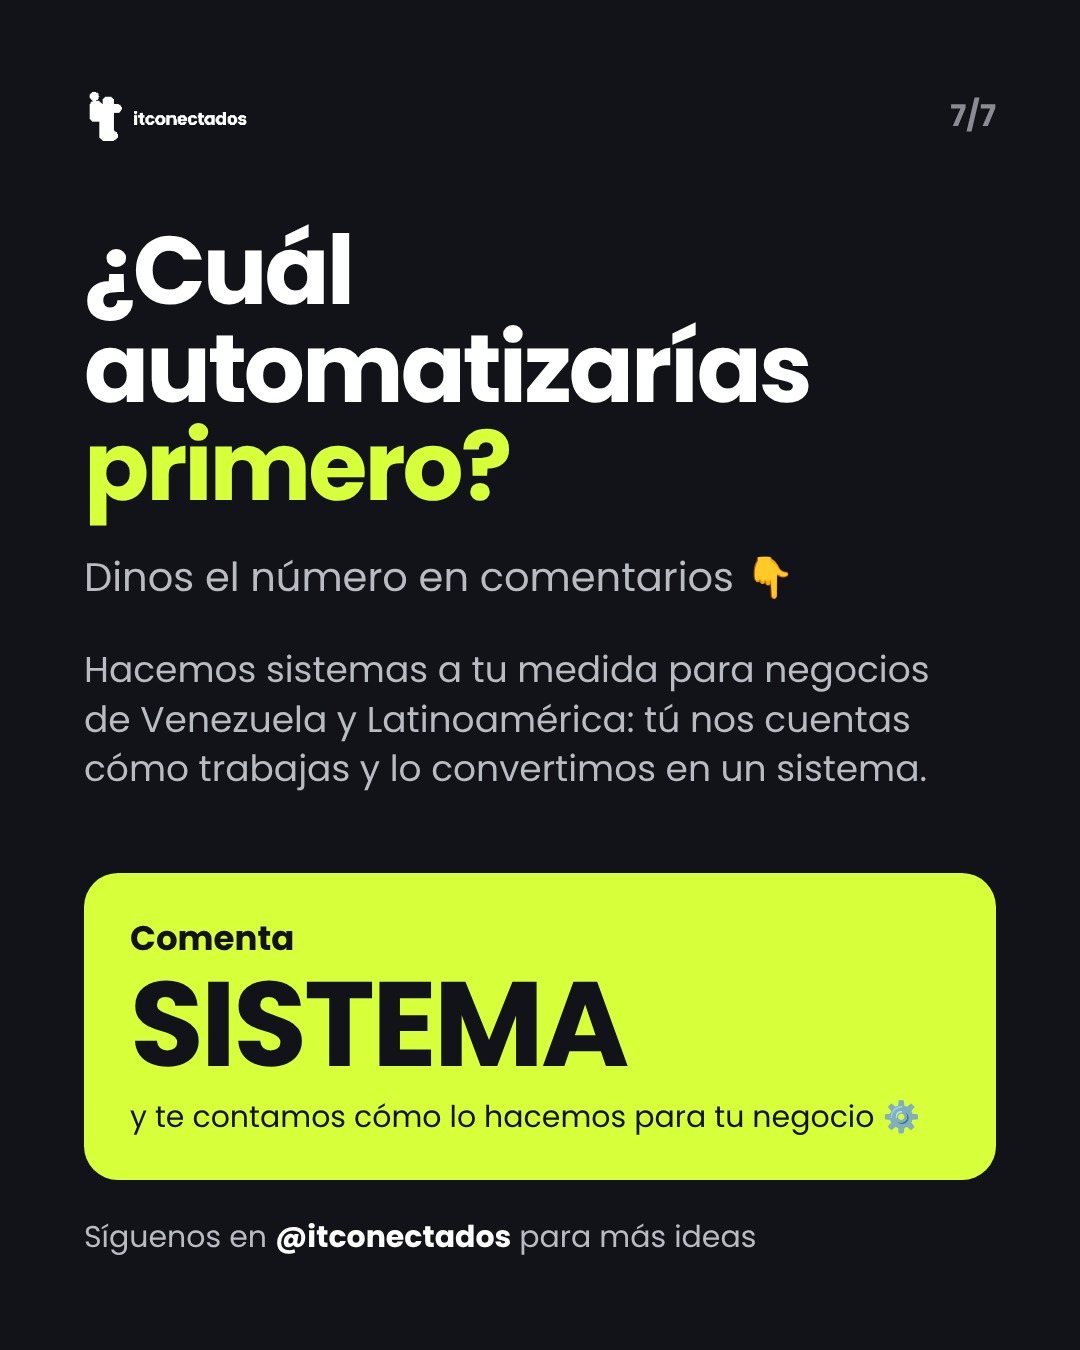 itconectados
7/7
¿Cuál
automatizarías
primero?
Dinos el número en comentarios 👇
Hacemos sistemas a tu medida para negocios
de Venezuela y Latinoamérica: tú nos cuentas
cómo trabajas y lo convertimos en un sistema.
Comenta
SISTEMA
y te contamos cómo lo hacemos para tu negocio ⚙️
Síguenos en @itconectados para más ideas